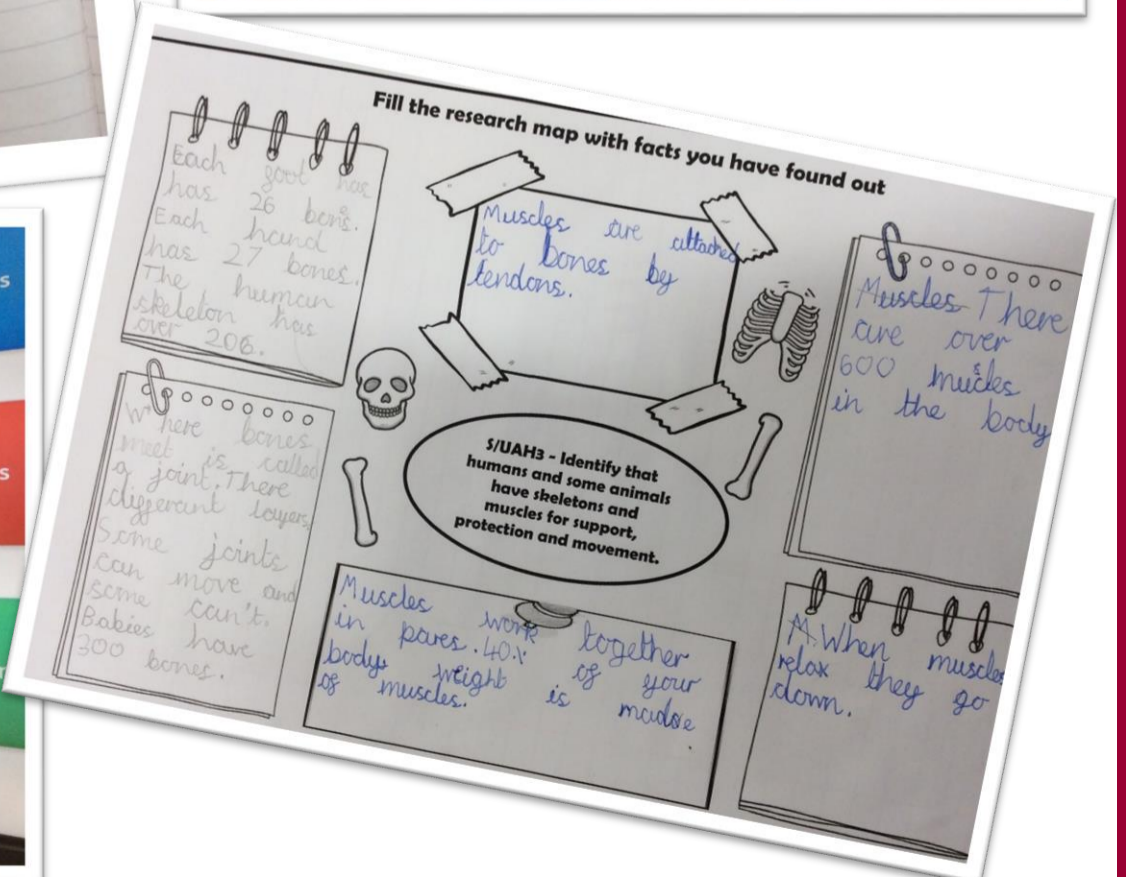 Fill the research map with facts you have found out
Each foot has
has 26 bons.
Each hand
has 27 bones.
The human
skeleton has
over 206.
Muscles are attached
to bones by
tendons.
Muscles There
are over
600 muscles
in the body
Where bones
meet is called
a joint. There
differant layers,
Some joints
can move and
some can't.
Babies have
300 bones.
S/UAH3 - Identify that
humans and some animals
have skeletons and
muscles for support,
protection and movement.
Muscles work together
in pares. 40% of your
body weight is made
of muscles.
M. When muscles
relax they go
down.
s
s